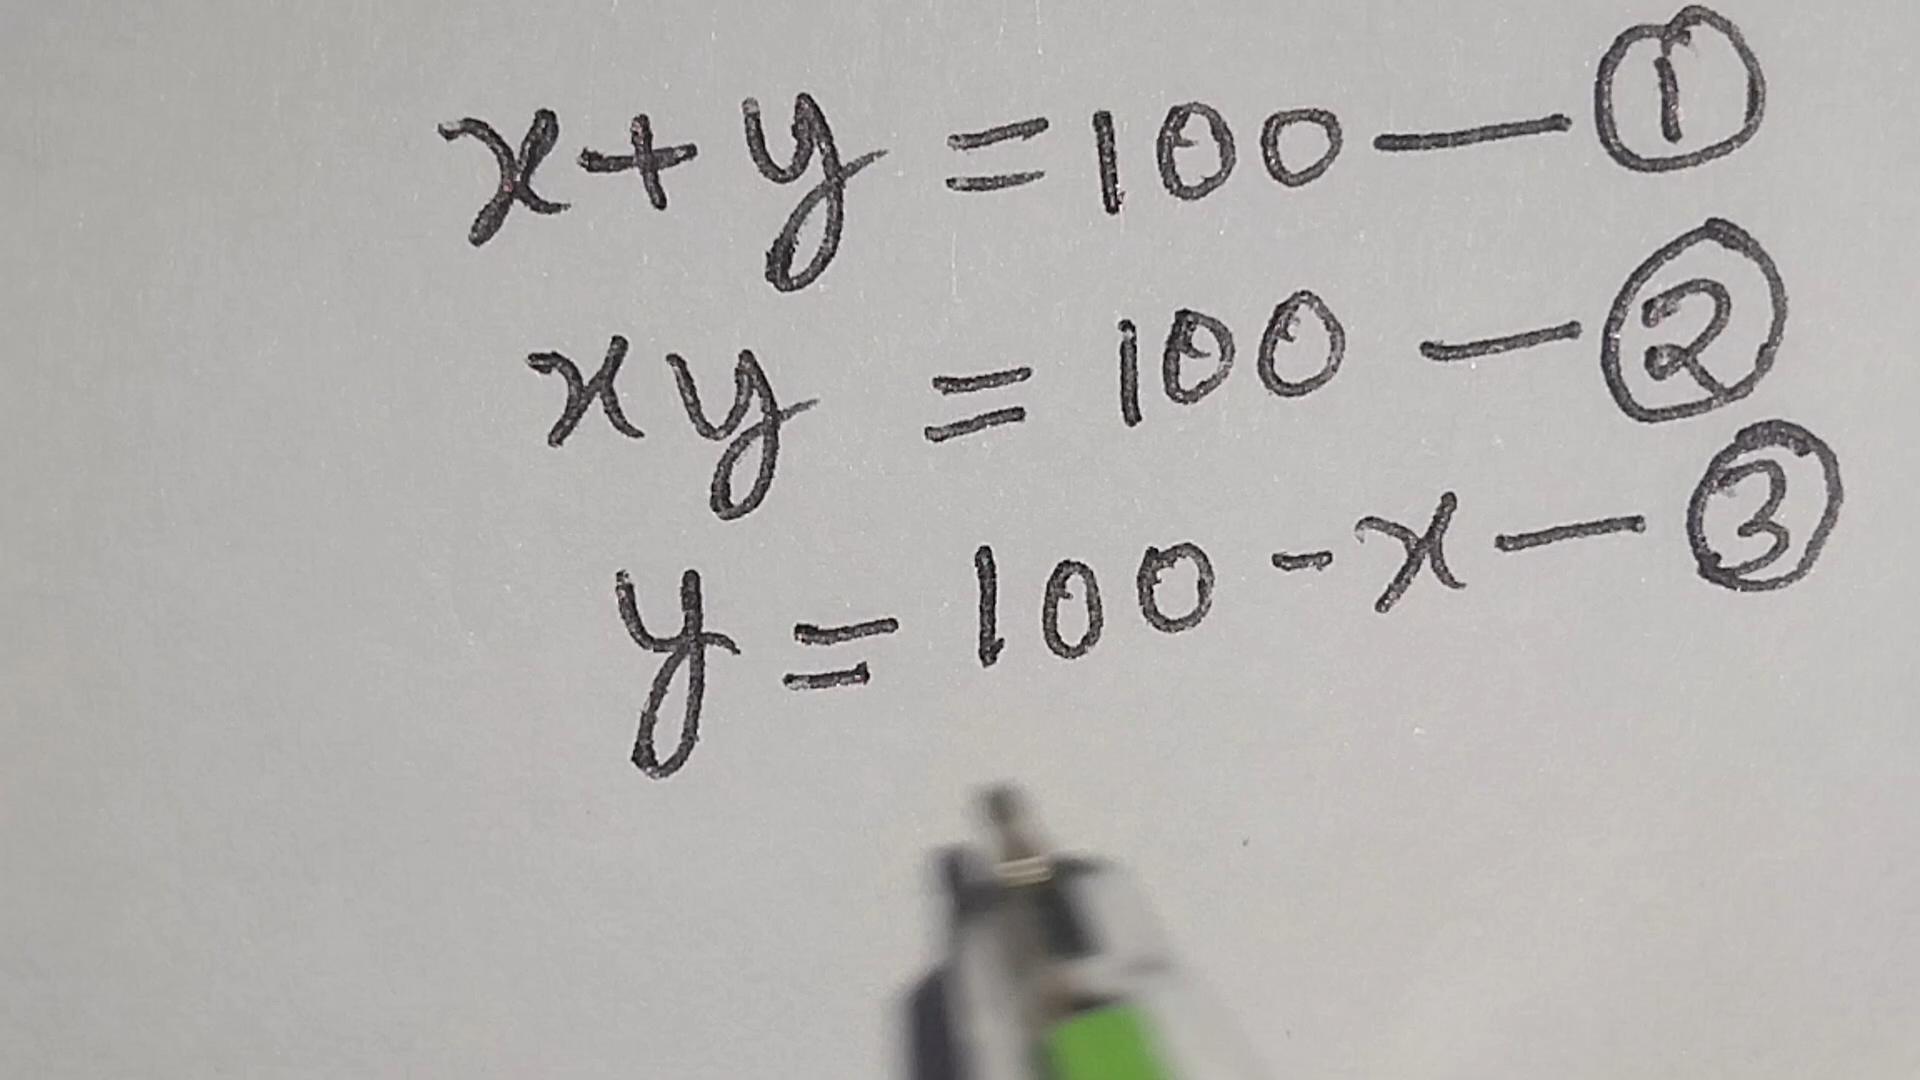 x + y = 100 — ①
xy = 100 — ②
y = 100 - x — ③